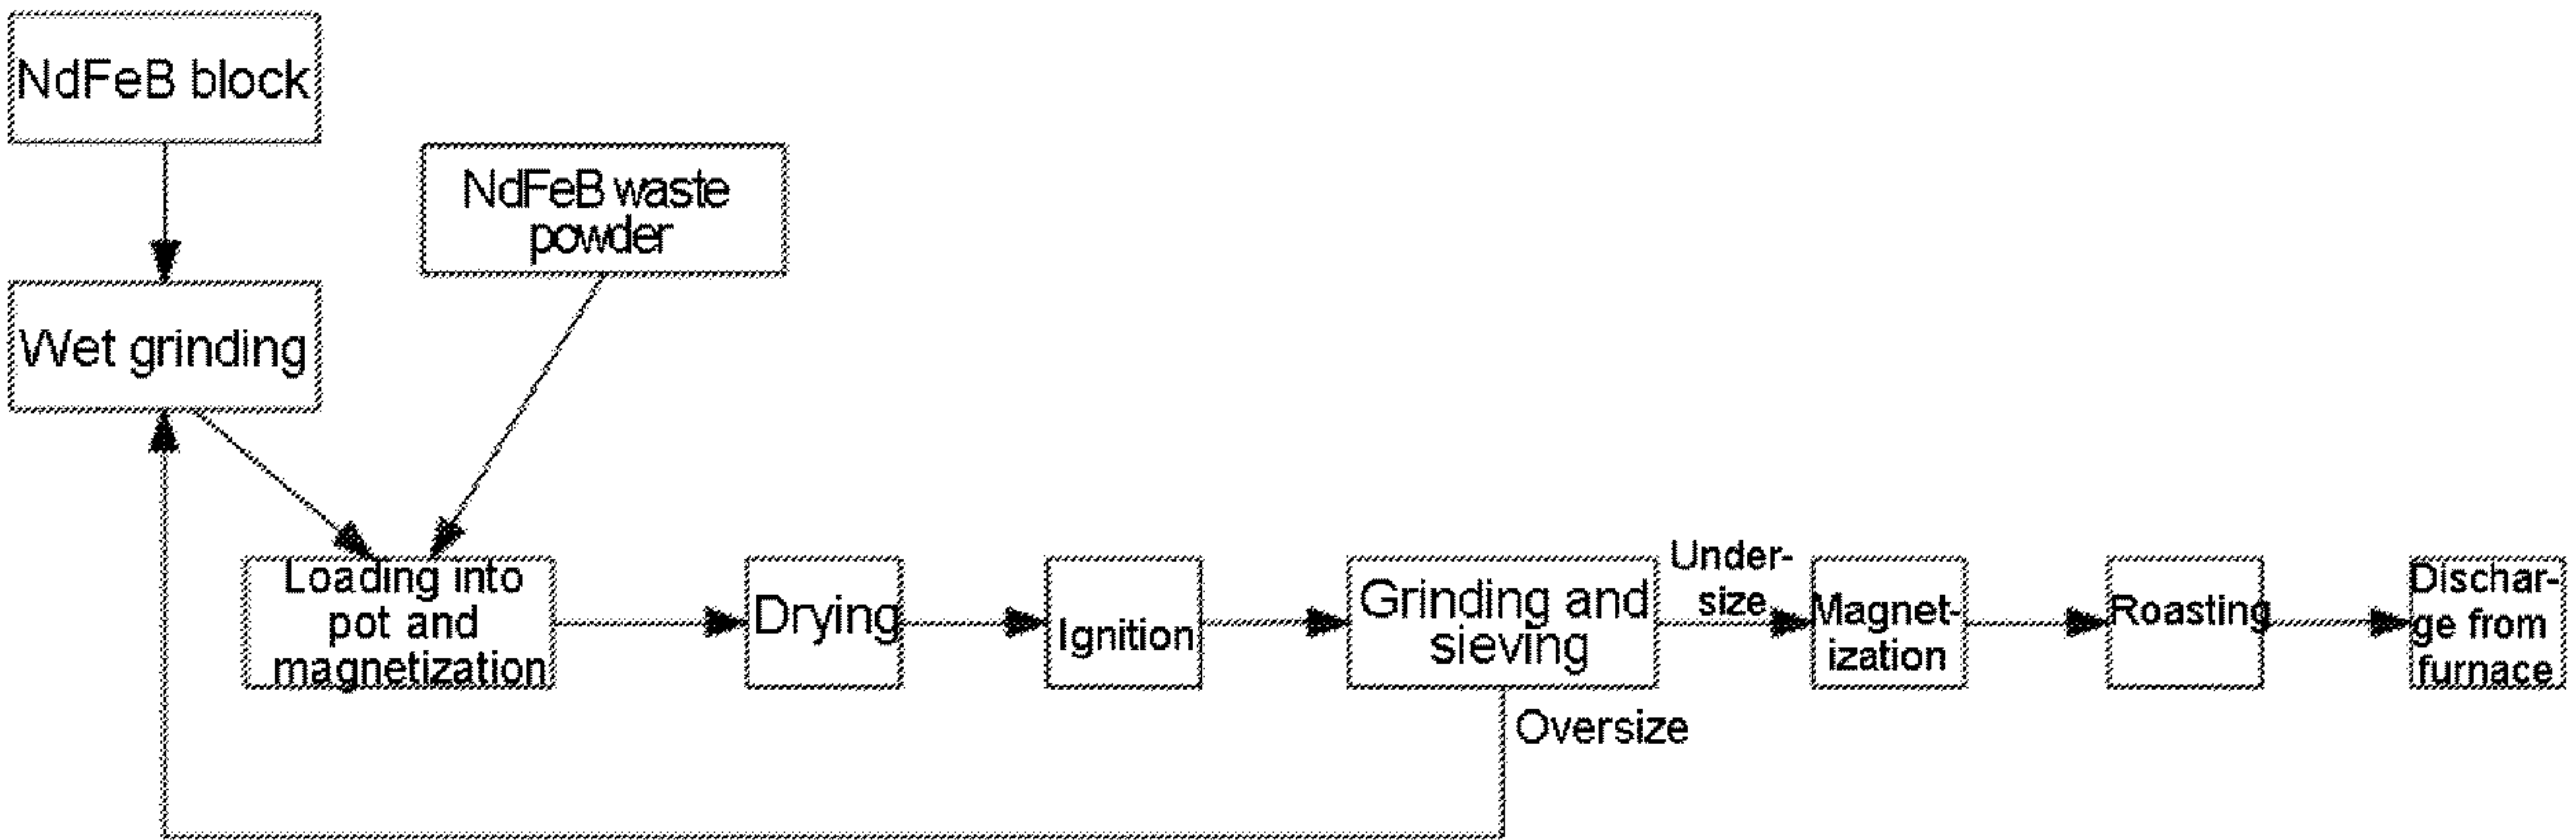 NdFeB block
NdFeB waste
powder
Wet grinding
Loading into
pot and
magnetization
Drying
Ignition
Grinding and
sieving
Under-
size
Oversize
Magnet-
ization
Roasting
Dischar-
ge from
furnace